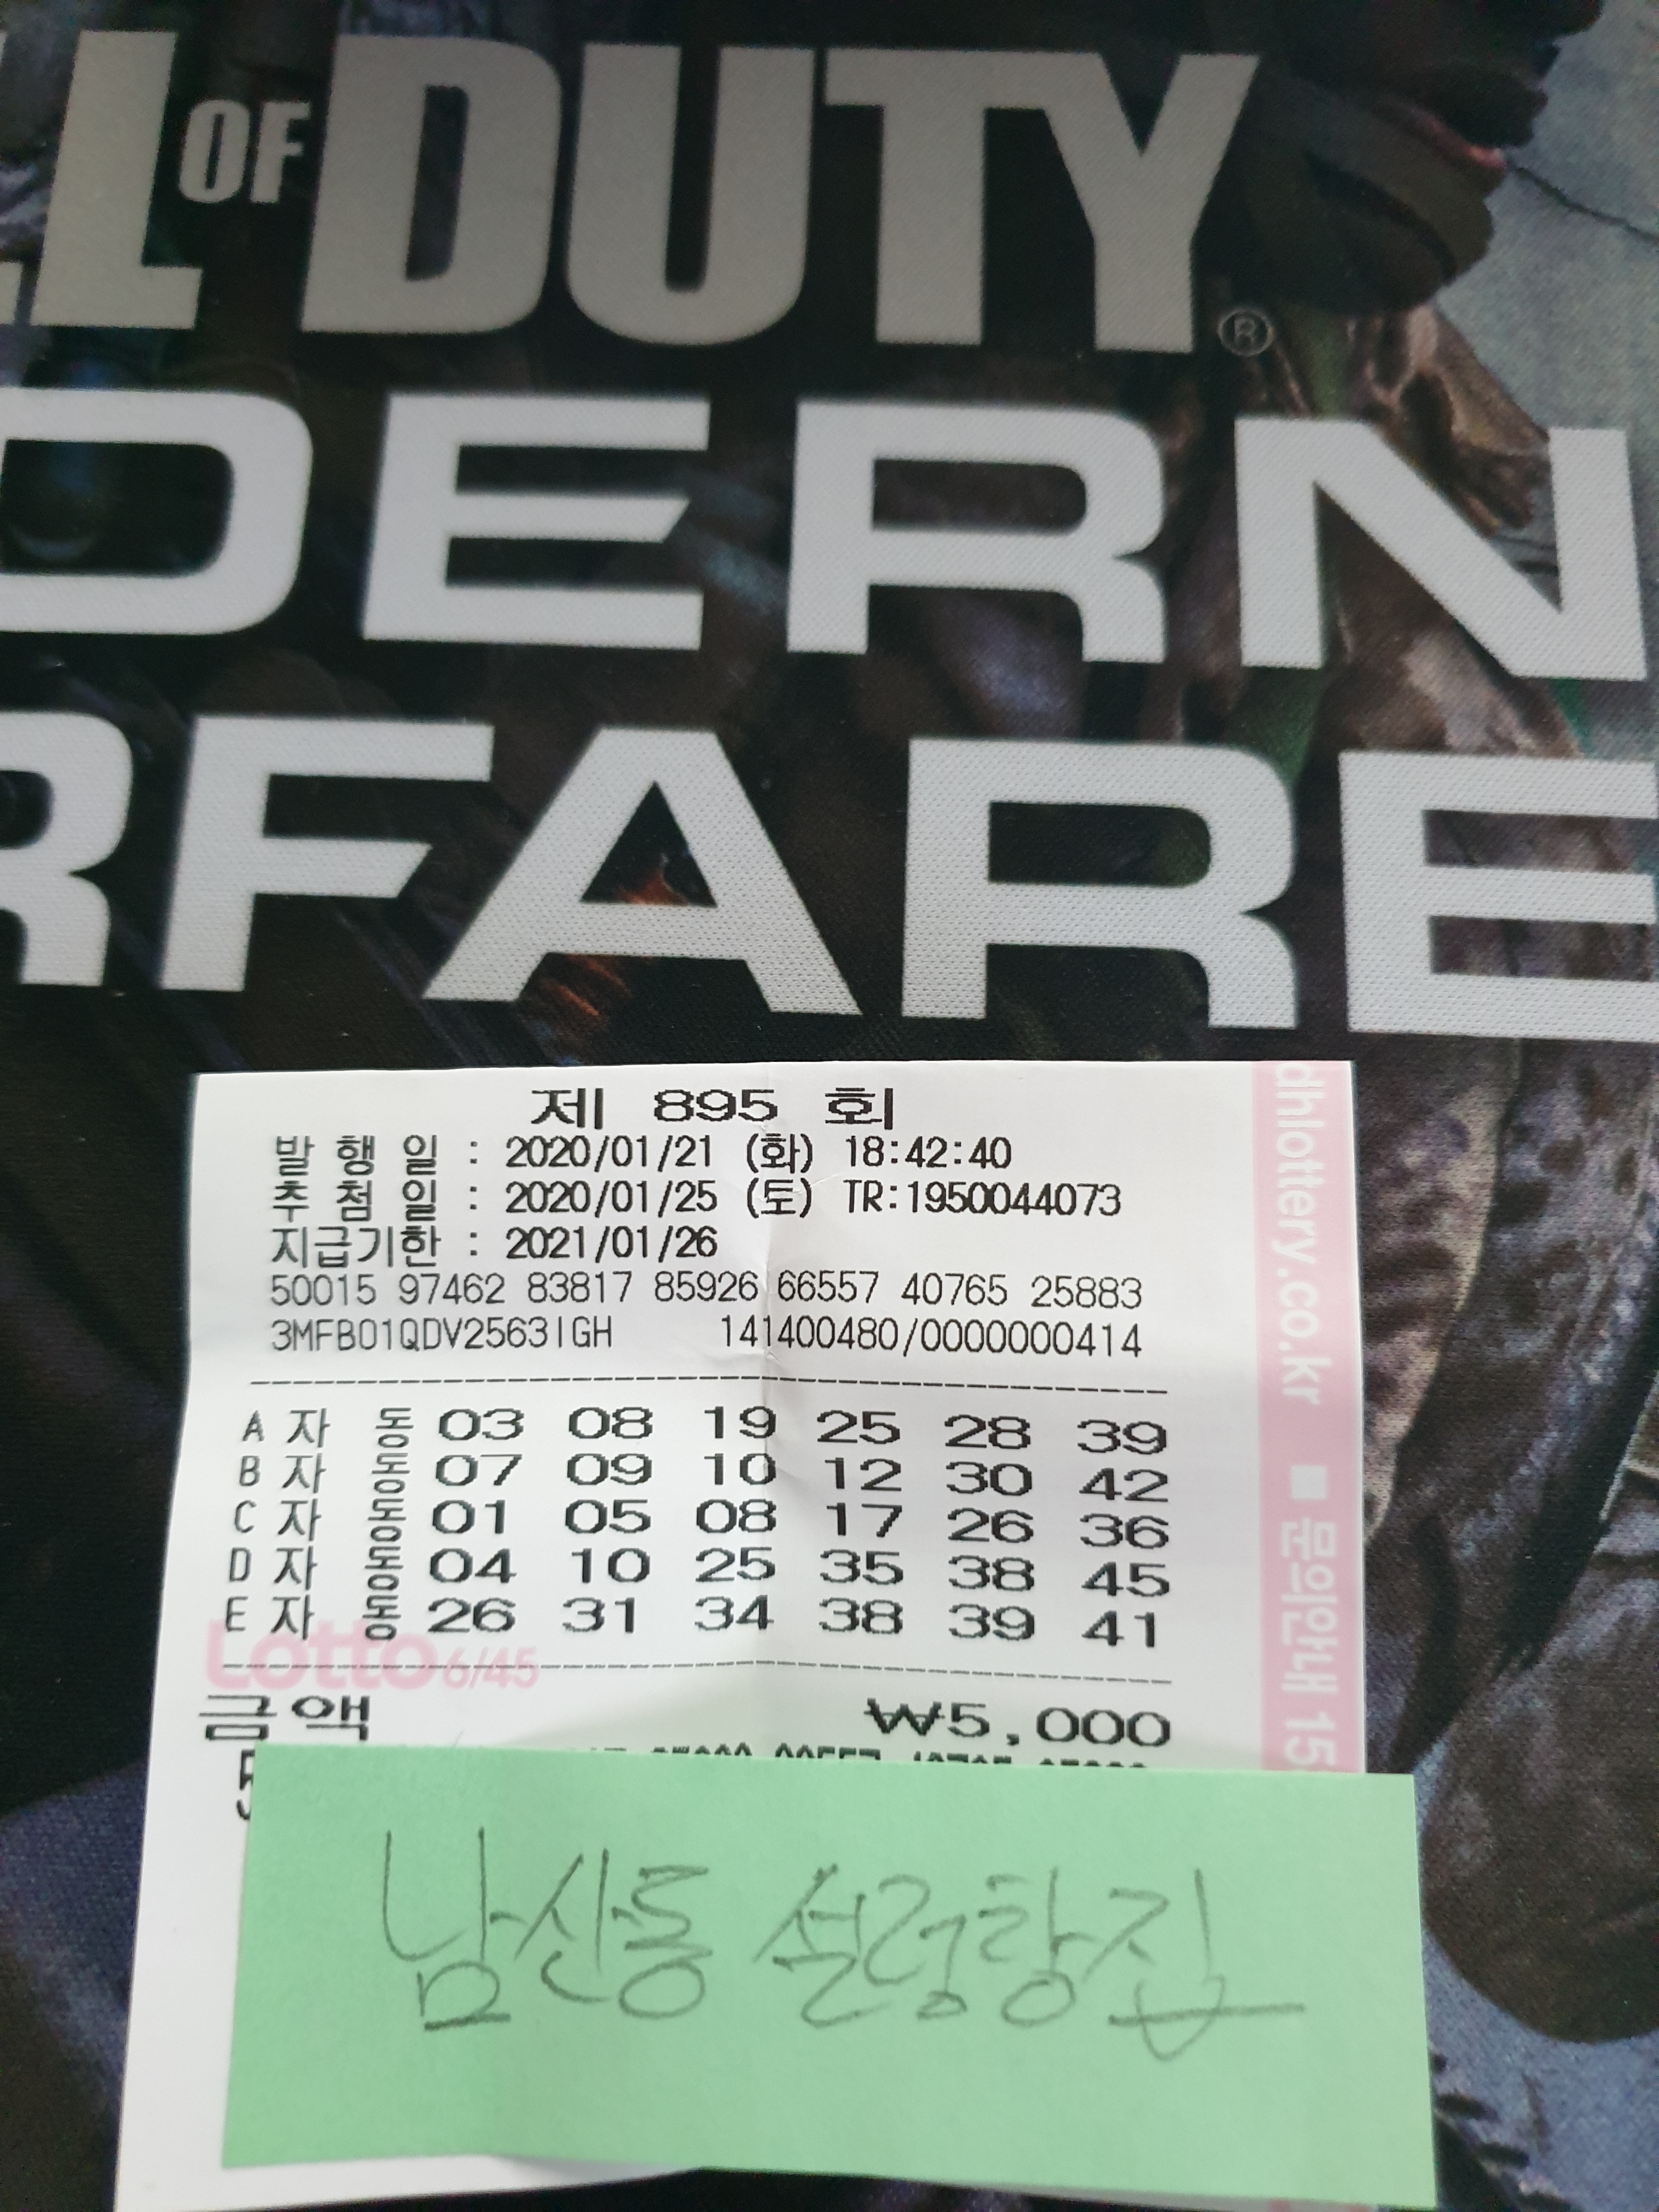 LL OF DUTY®
DERN
RFARE
제 895 회
발 행 일 : 2020/01/21 (화) 18:42:40
추 첨 일 : 2020/01/25 (토) TR:1950044073
지급기한 : 2021/01/26
50015 97462 83817 85926 66557 40765 25883
3MFB01QDV2563IGH 141400480/0000000414
A 자 동 03 08 19 25 28 39
B 자 동 07 09 10 12 30 42
C 자 동 01 05 08 17 26 36
D 자 동 04 10 25 35 38 45
E 자 동 26 31 34 38 39 41
Lotto 6/45
금액 ₩5,000
dhlottery.co.kr ■ 문의안내 15
남산동